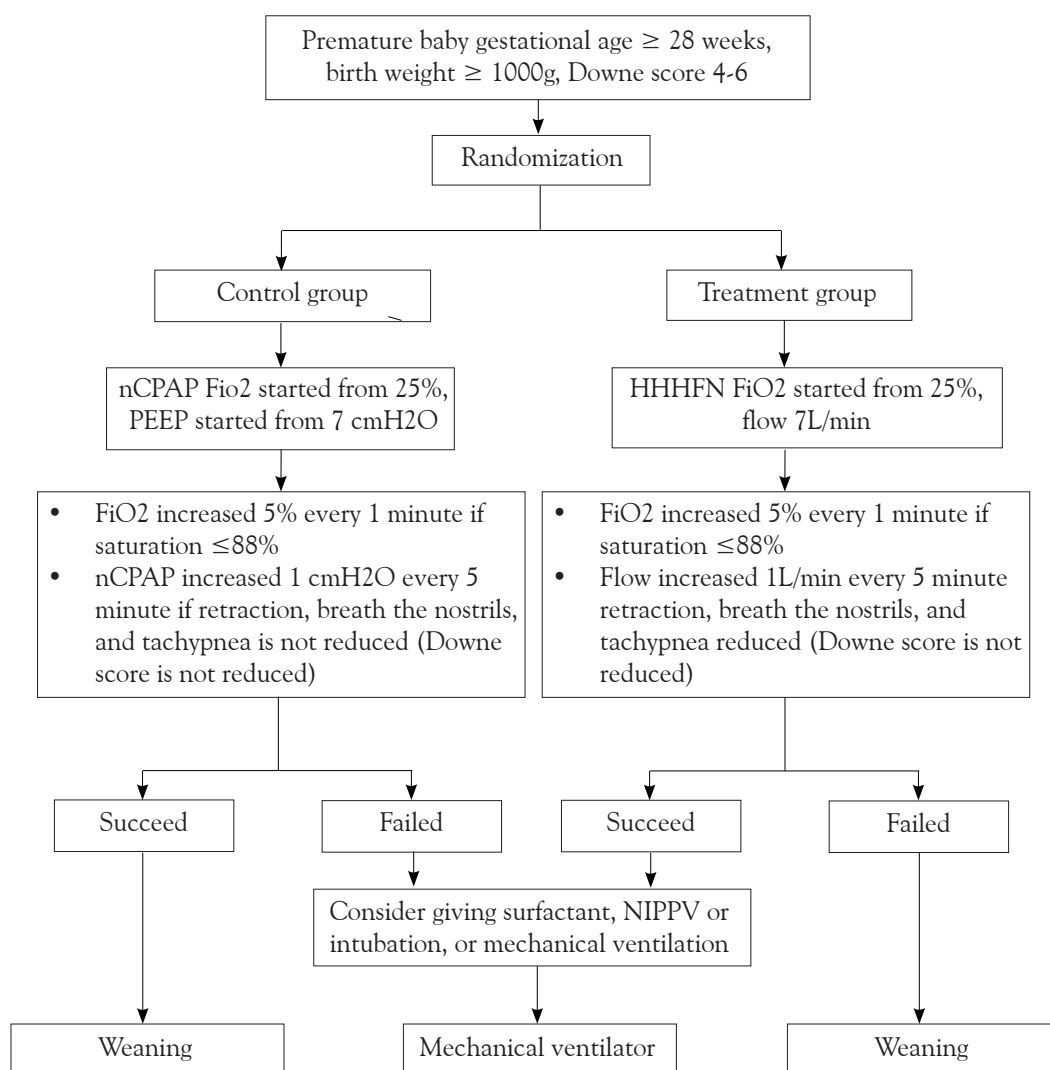 Premature baby gestational age ≥ 28 weeks,
birth weight ≥ 1000g, Downe score 4-6
Randomization
Control group
Treatment group
nCPAP Fio2 started from 25%,
PEEP started from 7 cmH2O
HHHFN FiO2 started from 25%,
flow 7L/min
• FiO2 increased 5% every 1 minute if
saturation ≤88%
• nCPAP increased 1 cmH2O every 5
minute if retraction, breath the nostrils,
and tachypnea is not reduced (Downe
score is not reduced)
• FiO2 increased 5% every 1 minute if
saturation ≤88%
• Flow increased 1L/min every 5 minute
retraction, breath the nostrils, and
tachypnea reduced (Downe score is not
reduced)
Succeed
Failed
Succeed
Failed
Consider giving surfactant, NIPPV or
intubation, or mechanical ventilation
Weaning
Mechanical ventilator
Weaning